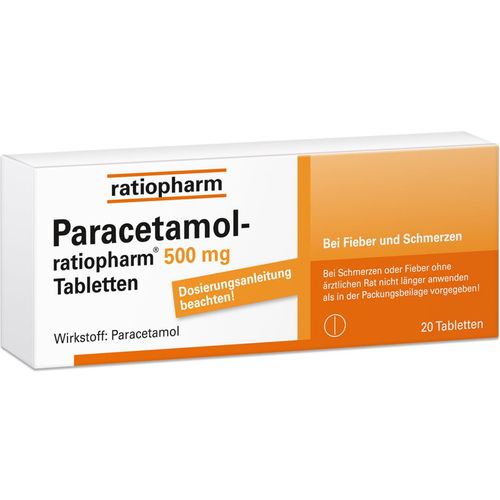 ratiopharm
Paracetamol-
ratiopharm® 500 mg
Tabletten
Dosierungsanleitung
beachten!
Wirkstoff: Paracetamol
Bei Fieber und Schmerzen
Bei Schmerzen oder Fieber ohne
ärztlichen Rat nicht länger anwenden
als in der Packungsbeilage vorgegeben!
20 Tabletten